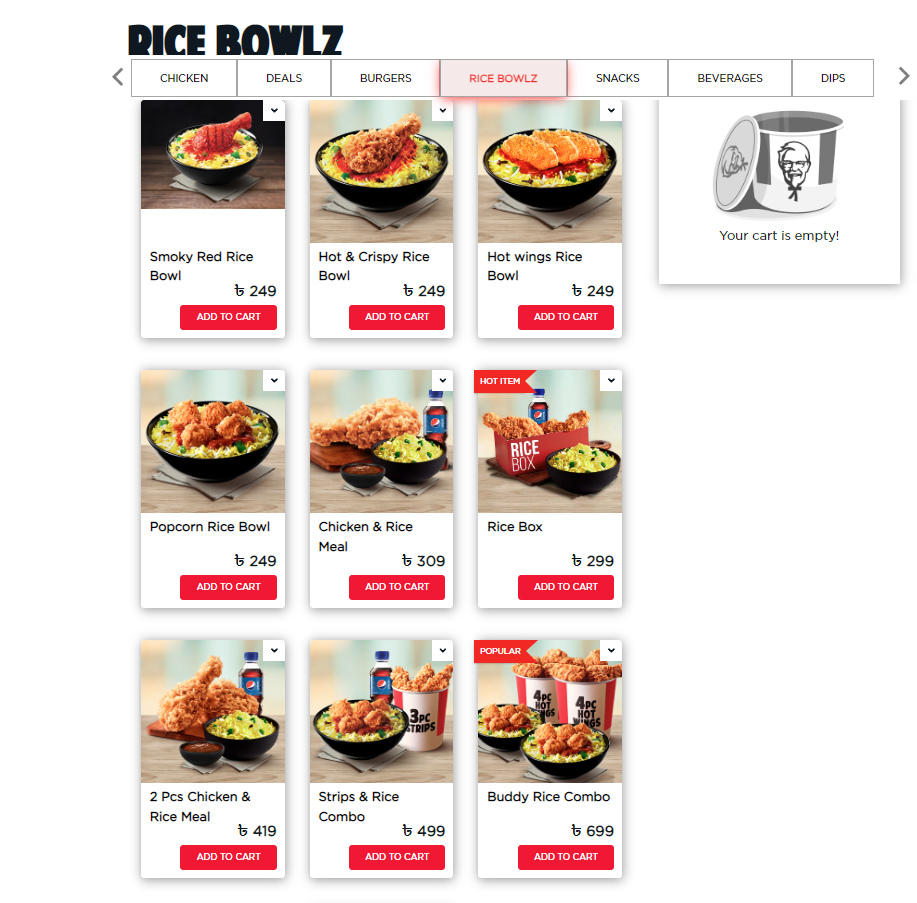 RICE BOWLZ
CHICKEN DEALS BURGERS RICE BOWLZ SNACKS BEVERAGES DIPS
Your cart is empty!
Smoky Red Rice
Bowl
৳ 249
ADD TO CART
Hot & Crispy Rice
Bowl
৳ 249
ADD TO CART
Hot wings Rice
Bowl
৳ 249
ADD TO CART
Popcorn Rice Bowl
৳ 249
ADD TO CART
Chicken & Rice
Meal
৳ 309
ADD TO CART
HOT ITEM
RICE
BOX
Rice Box
৳ 299
ADD TO CART
2 Pcs Chicken &
Rice Meal
৳ 419
ADD TO CART
3PC
STRIPS
Strips & Rice
Combo
৳ 499
ADD TO CART
POPULAR
4PC
HOT
WINGS
4PC
HOT
WINGS
Buddy Rice Combo
৳ 699
ADD TO CART